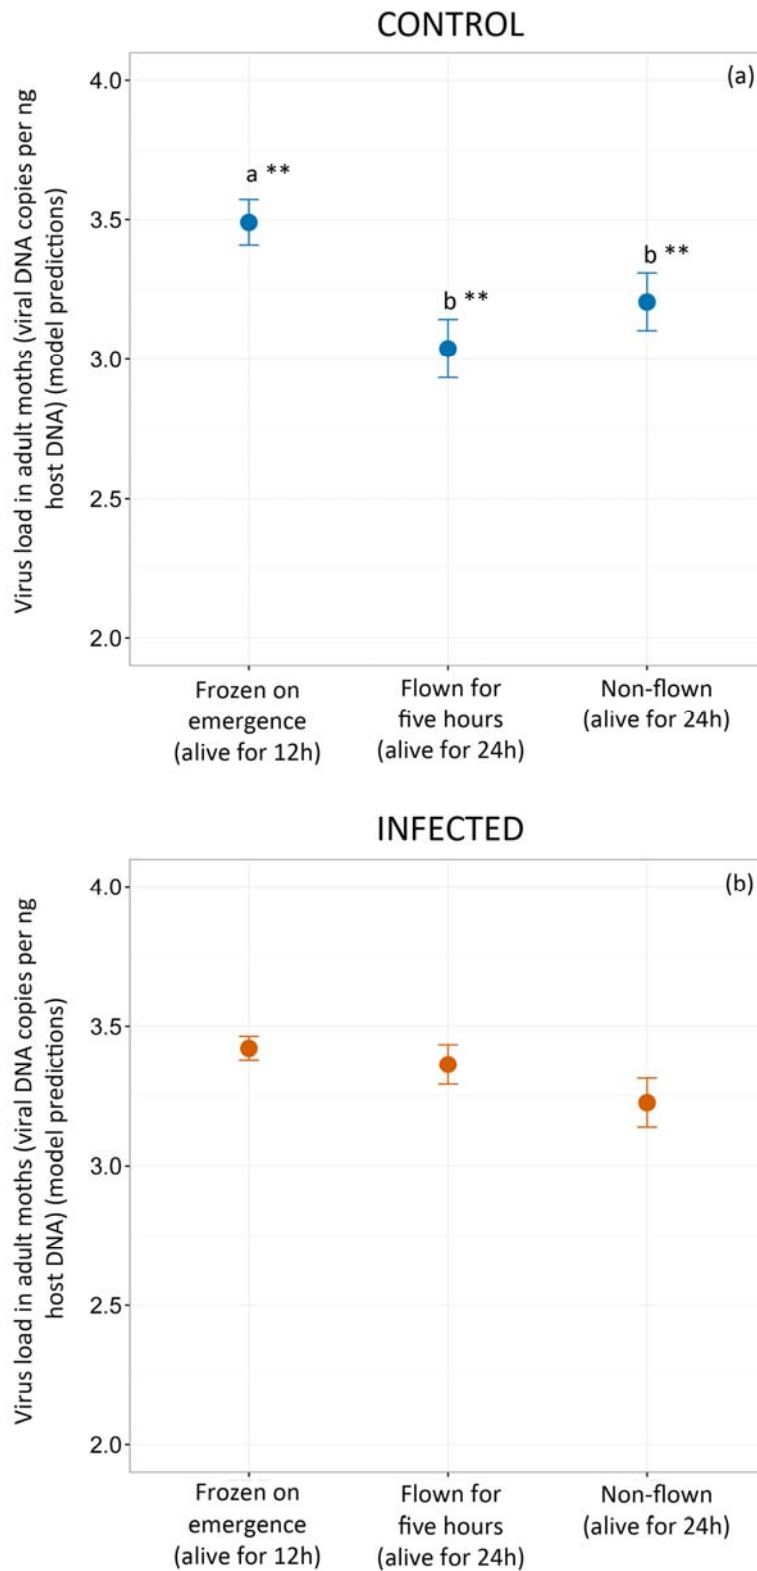 CONTROL
(a)
Virus load in adult moths (viral DNA copies per ng
host DNA) (model predictions)
4.0
3.5
3.0
2.5
2.0
a **
b **
b **
Frozen on
emergence
(alive for 12h)
Flown for
five hours
(alive for 24h)
Non-flown
(alive for 24h)
INFECTED
(b)
Virus load in adult moths (viral DNA copies per ng
host DNA) (model predictions)
4.0
3.5
3.0
2.5
2.0
Frozen on
emergence
(alive for 12h)
Flown for
five hours
(alive for 24h)
Non-flown
(alive for 24h)